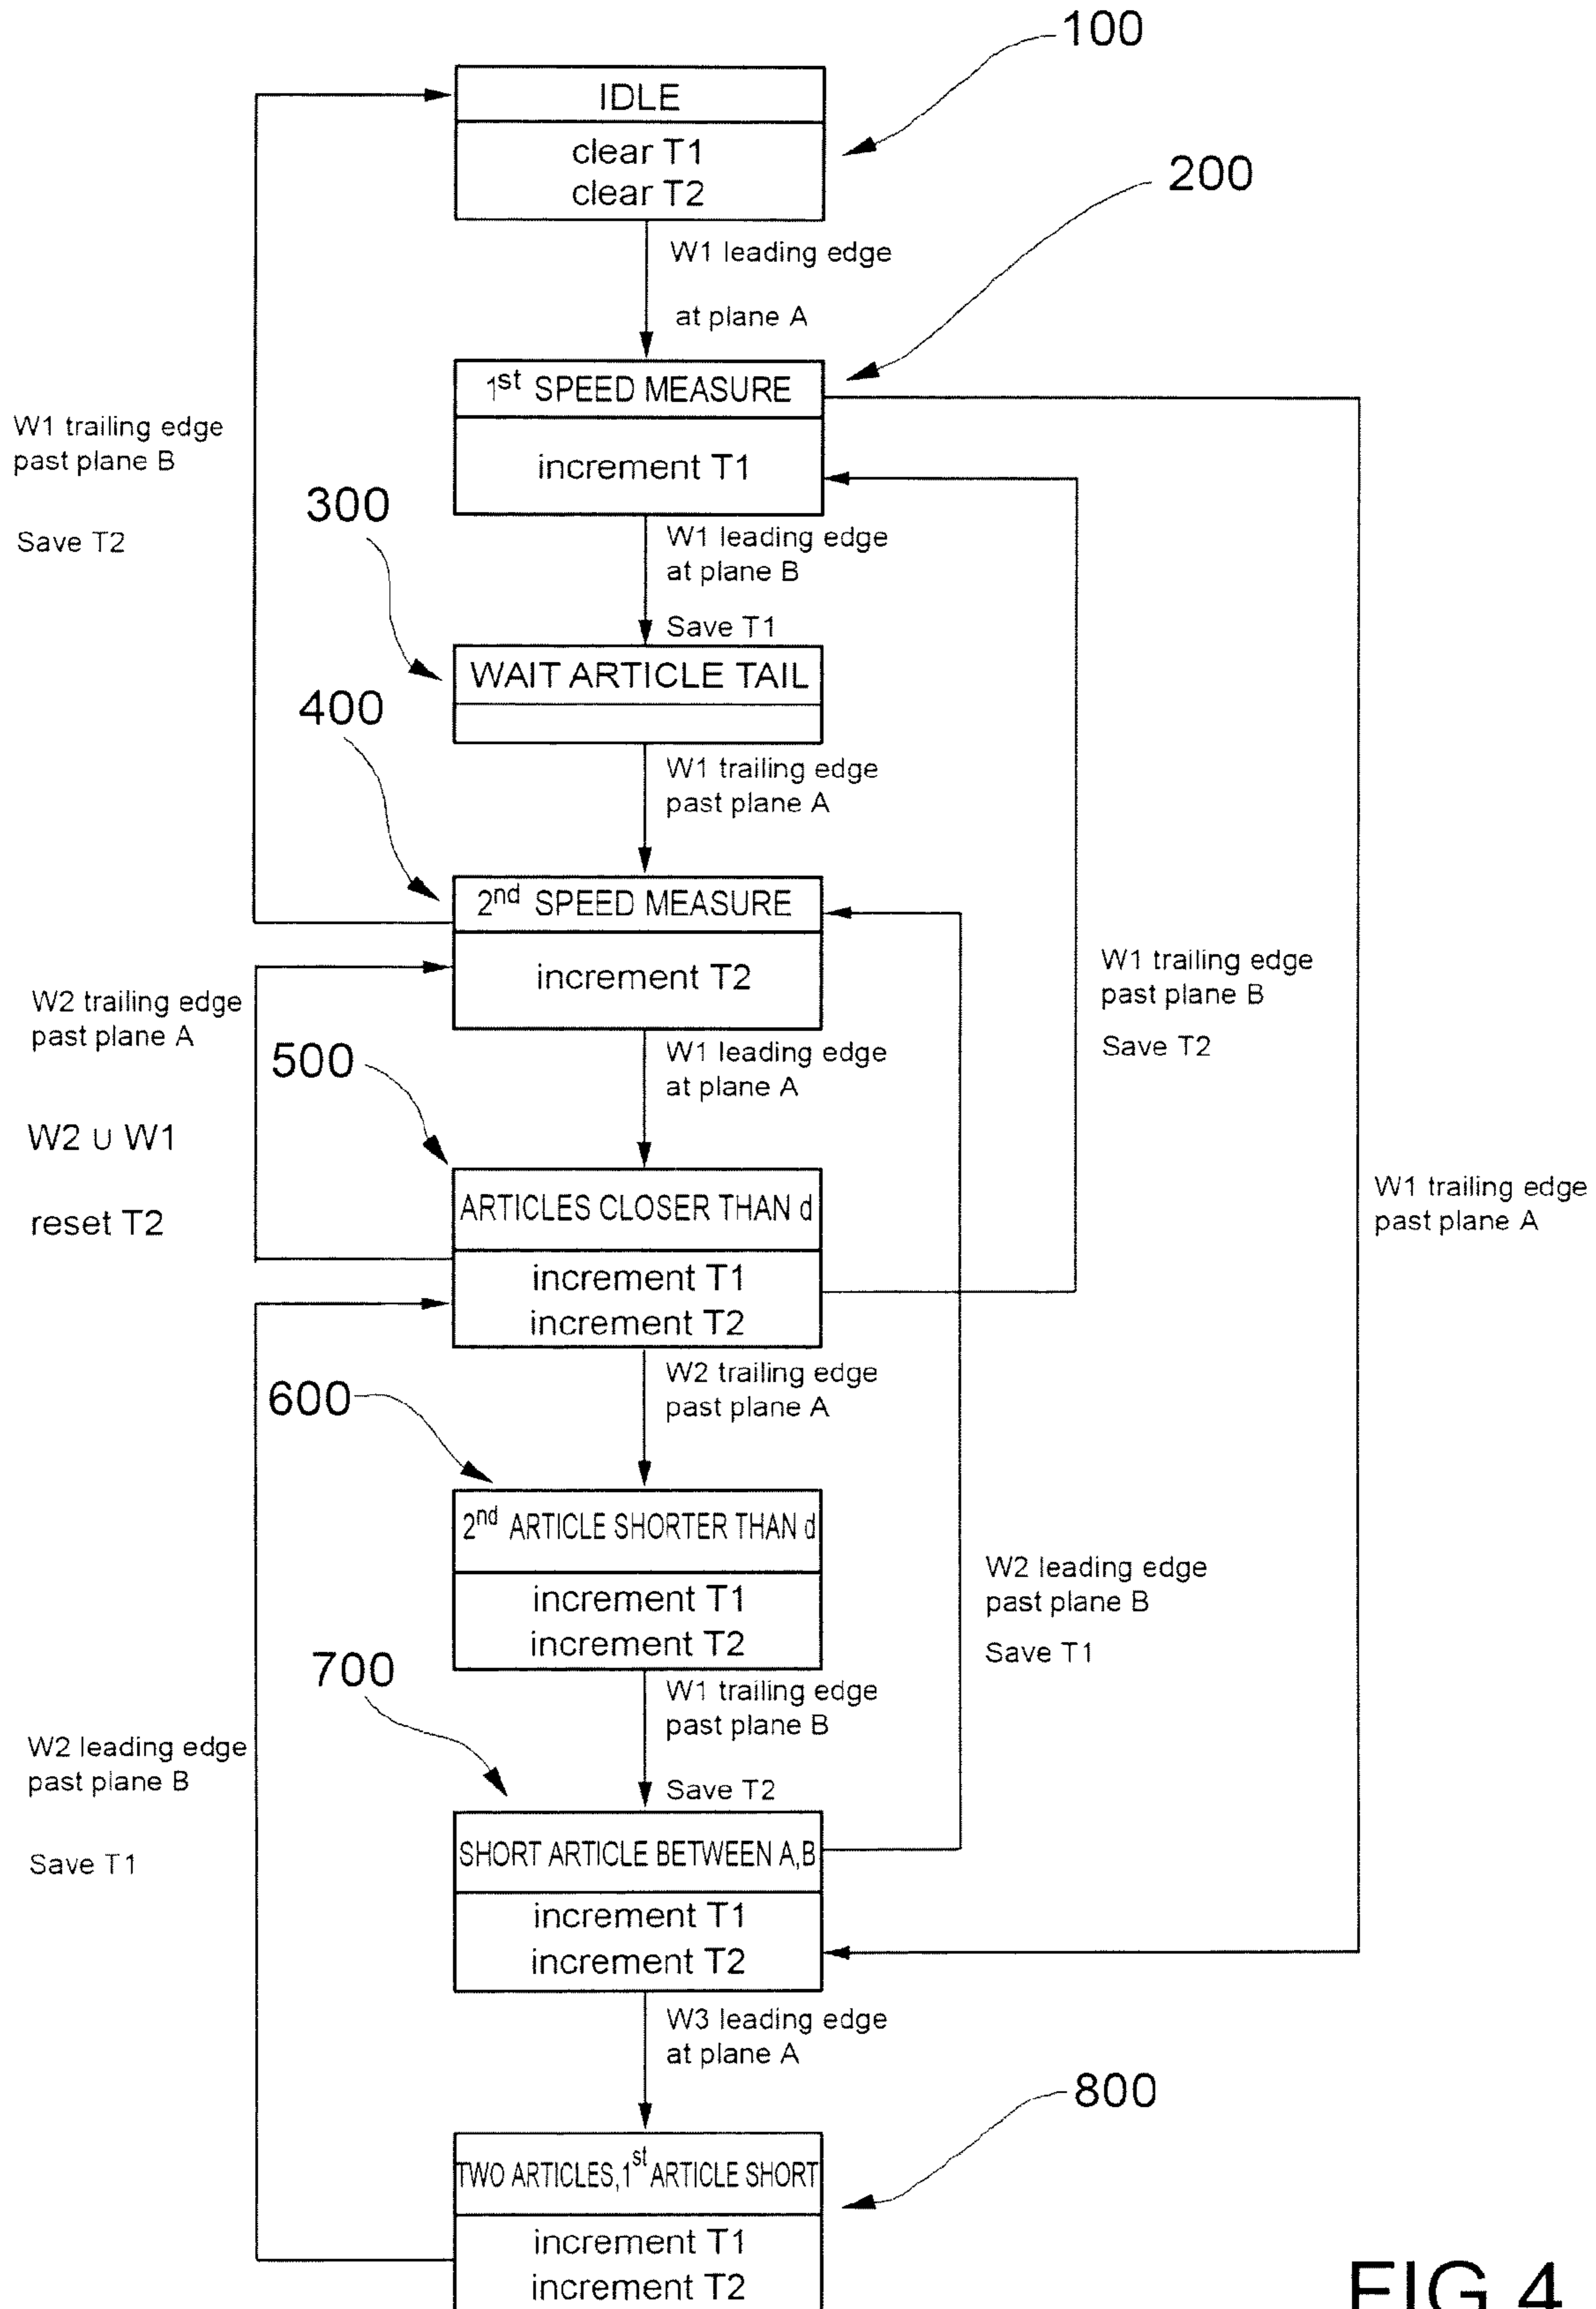 100
IDLE
clear T1
clear T2
200
W1 leading edge
at plane A
1st SPEED MEASURE
increment T1
W1 trailing edge
past plane B
Save T2
300
W1 leading edge
at plane B
Save T1
WAIT ARTICLE TAIL
400
W1 trailing edge
past plane A
2nd SPEED MEASURE
increment T2
W1 trailing edge
past plane B
Save T2
W2 trailing edge
past plane A
W2 ∪ W1
reset T2
500
W1 leading edge
at plane A
W1 trailing edge
past plane A
ARTICLES CLOSER THAN d
increment T1
increment T2
600
W2 trailing edge
past plane A
2nd ARTICLE SHORTER THAN d
increment T1
increment T2
W2 leading edge
past plane B
Save T1
700
W1 trailing edge
past plane B
Save T2
W2 leading edge
past plane B
Save T1
SHORT ARTICLE BETWEEN A,B
increment T1
increment T2
W3 leading edge
at plane A
800
TWO ARTICLES,1st ARTICLE SHORT
increment T1
increment T2
FIG.4